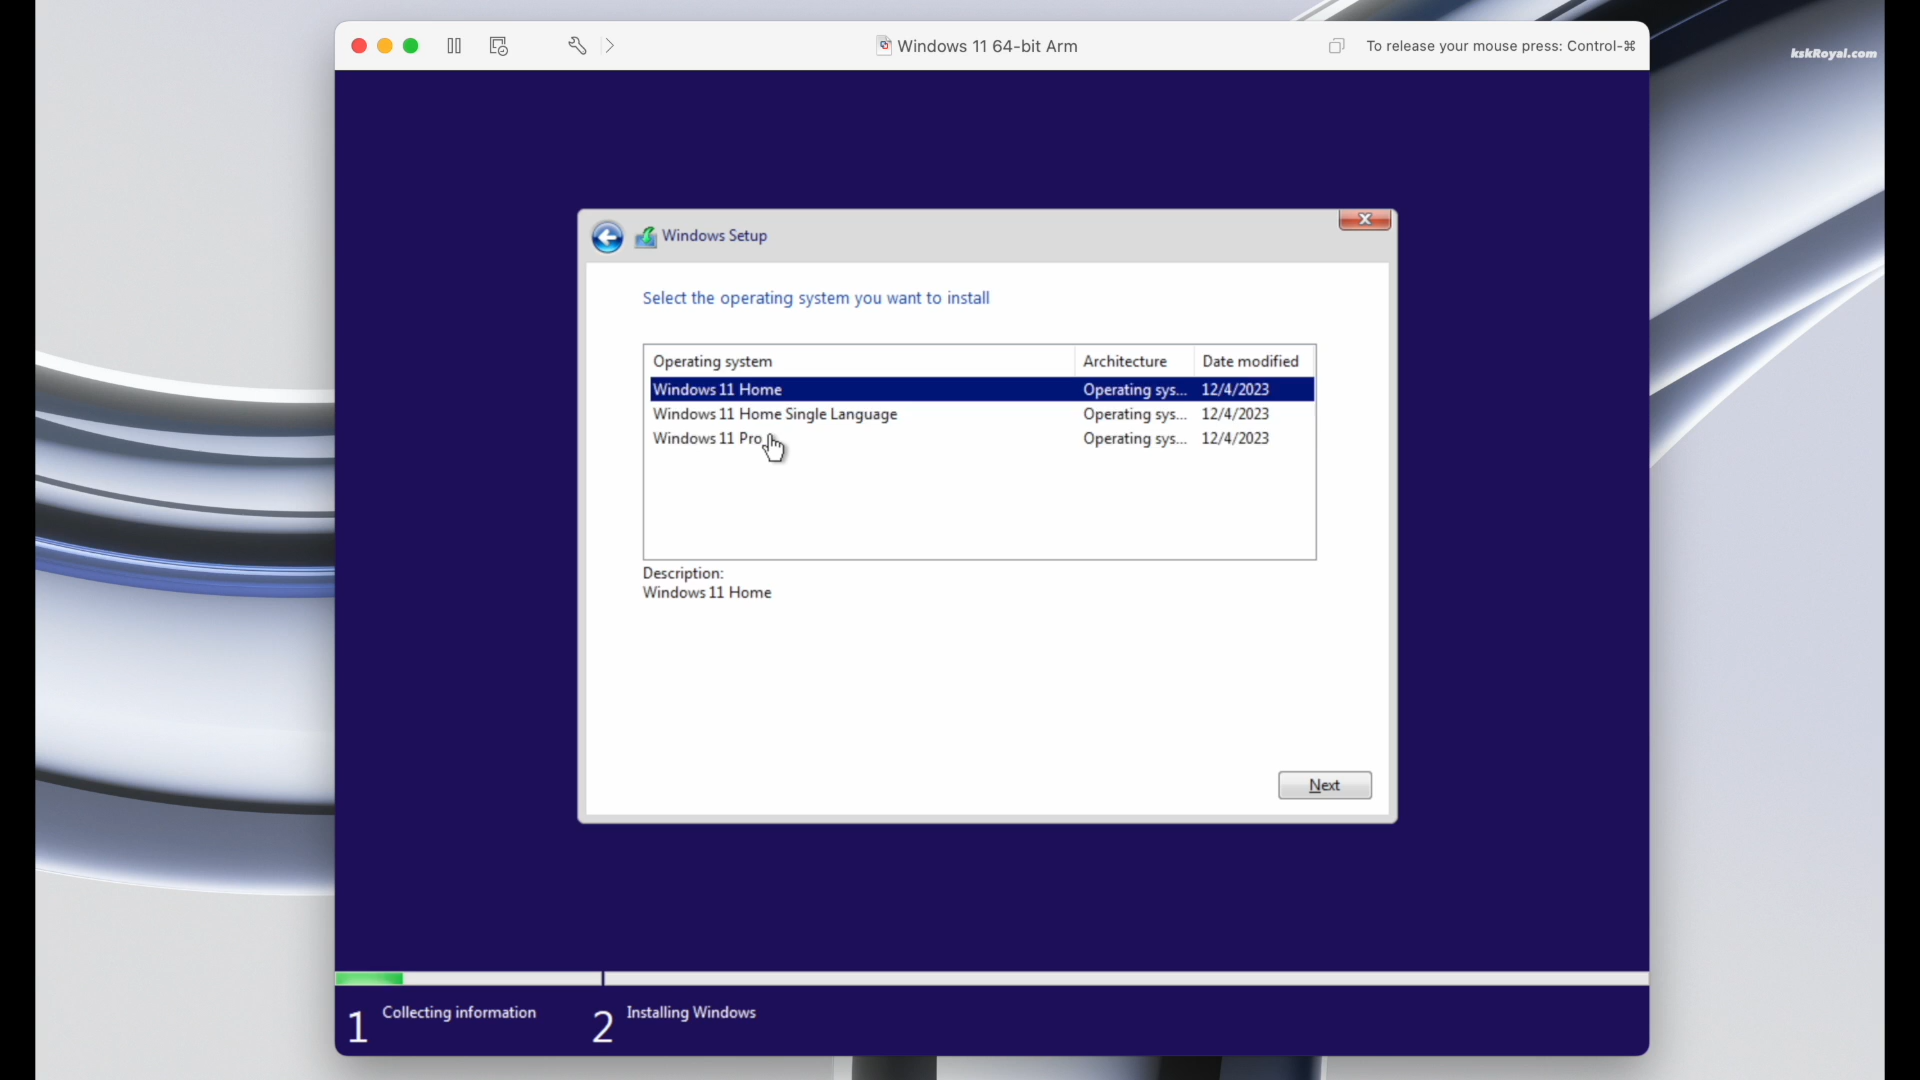 Windows 11 64-bit Arm
To release your mouse press: Control-⌘
kskRoyal.com
Windows Setup
Select the operating system you want to install
Operating system Architecture Date modified
Windows 11 Home Operating sys... 12/4/2023
Windows 11 Home Single Language Operating sys... 12/4/2023
Windows 11 Pro Operating sys... 12/4/2023
Description:
Windows 11 Home
Next
1 Collecting information 2 Installing Windows